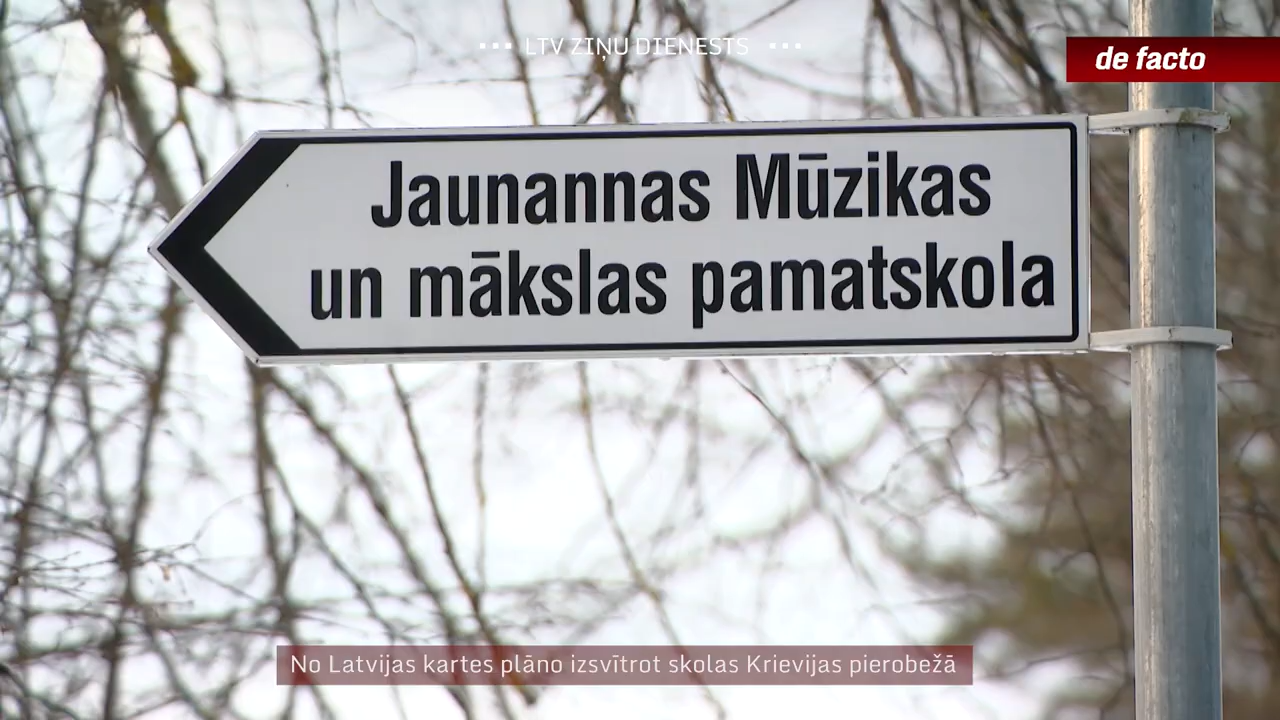 LTV ZIŅU DIENESTS
de facto
Jaunannas Mūzikas
un mākslas pamatskola
No Latvijas kartes plāno izsvītrot skolas Krievijas pierobežā